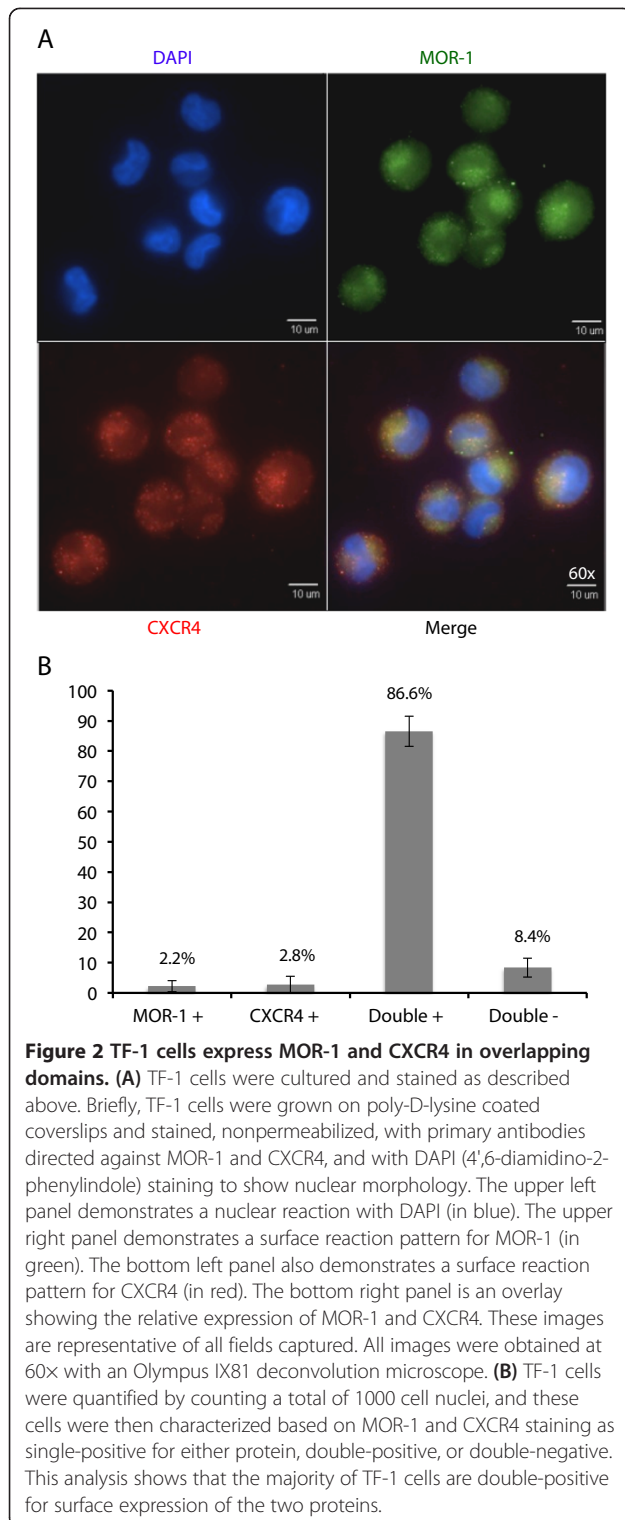 A
DAPI
MOR-1
10 um
10 um
10 um
60x
10 um
CXCR4
Merge
B
100
90
80
70
60
50
40
30
20
10
0
2.2%
2.8%
86.6%
8.4%
MOR-1 +
CXCR4 +
Double +
Double -
Figure 2 TF-1 cells express MOR-1 and CXCR4 in overlapping
domains. (A) TF-1 cells were cultured and stained as described
above. Briefly, TF-1 cells were grown on poly-D-lysine coated
coverslips and stained, nonpermeabilized, with primary antibodies
directed against MOR-1 and CXCR4, and with DAPI (4',6-diamidino-2-
phenylindole) staining to show nuclear morphology. The upper left
panel demonstrates a nuclear reaction with DAPI (in blue). The upper
right panel demonstrates a surface reaction pattern for MOR-1 (in
green). The bottom left panel also demonstrates a surface reaction
pattern for CXCR4 (in red). The bottom right panel is an overlay
showing the relative expression of MOR-1 and CXCR4. These images
are representative of all fields captured. All images were obtained at
60× with an Olympus IX81 deconvolution microscope. (B) TF-1 cells
were quantified by counting a total of 1000 cell nuclei, and these
cells were then characterized based on MOR-1 and CXCR4 staining as
single-positive for either protein, double-positive, or double-negative.
This analysis shows that the majority of TF-1 cells are double-positive
for surface expression of the two proteins.